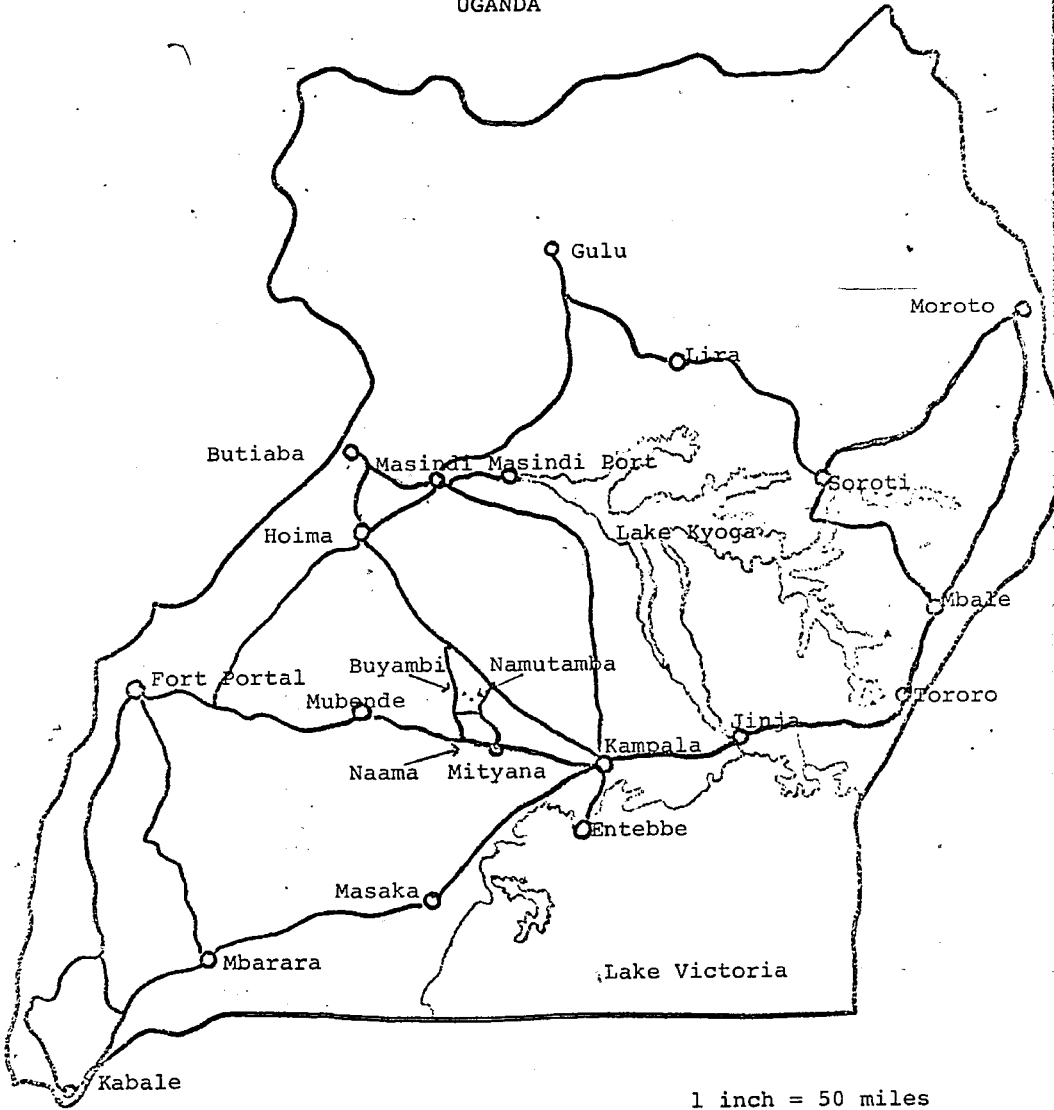 UGANDA
Gulu
Moroto
Lira
Butiaba
Masindi Masindi Port
Soroti
Hoima
Lake Kyoga
Mbale
Buyambi Namutamba
Fort Portal
Mubende
Tororo
Jinja
Kampala
Naama Mityana
Entebbe
Masaka
Mbarara
Lake Victoria
Kabale
1 inch = 50 miles